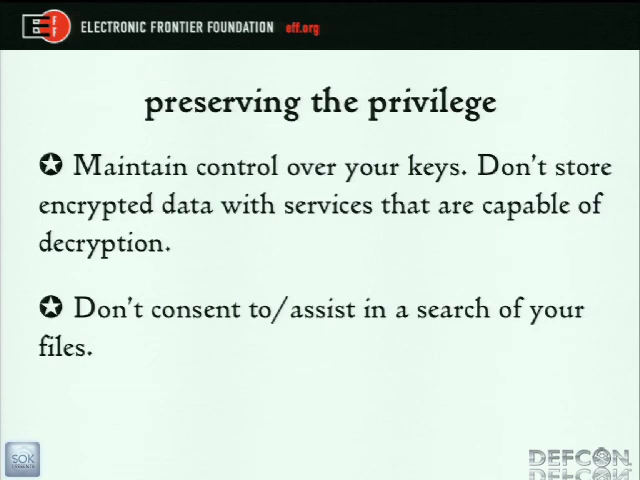 EFF
ELECTRONIC FRONTIER FOUNDATION eff.org
preserving the privilege
✪ Maintain control over your keys. Don't store
encrypted data with services that are capable of
decryption.
✪ Don't consent to/assist in a search of your
files.
SOK
DEFCON